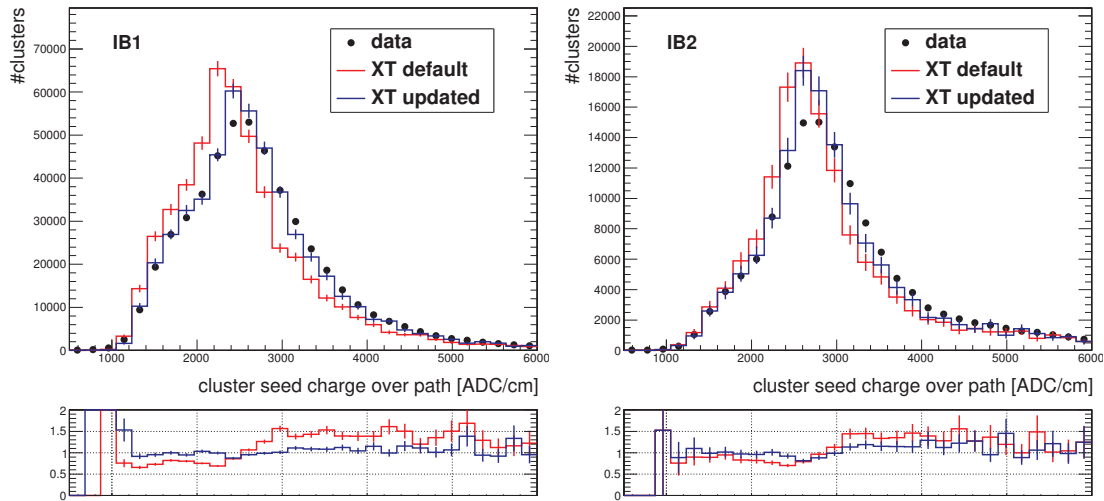 #clusters
IB1
data
XT default
XT updated
70000
60000
50000
40000
30000
20000
10000
0
1000 2000 3000 4000 5000 6000
cluster seed charge over path [ADC/cm]
2
1.5
1
0.5
0
#clusters
IB2
data
XT default
XT updated
22000
20000
18000
16000
14000
12000
10000
8000
6000
4000
2000
0
1000 2000 3000 4000 5000 6000
cluster seed charge over path [ADC/cm]
2
1.5
1
0.5
0